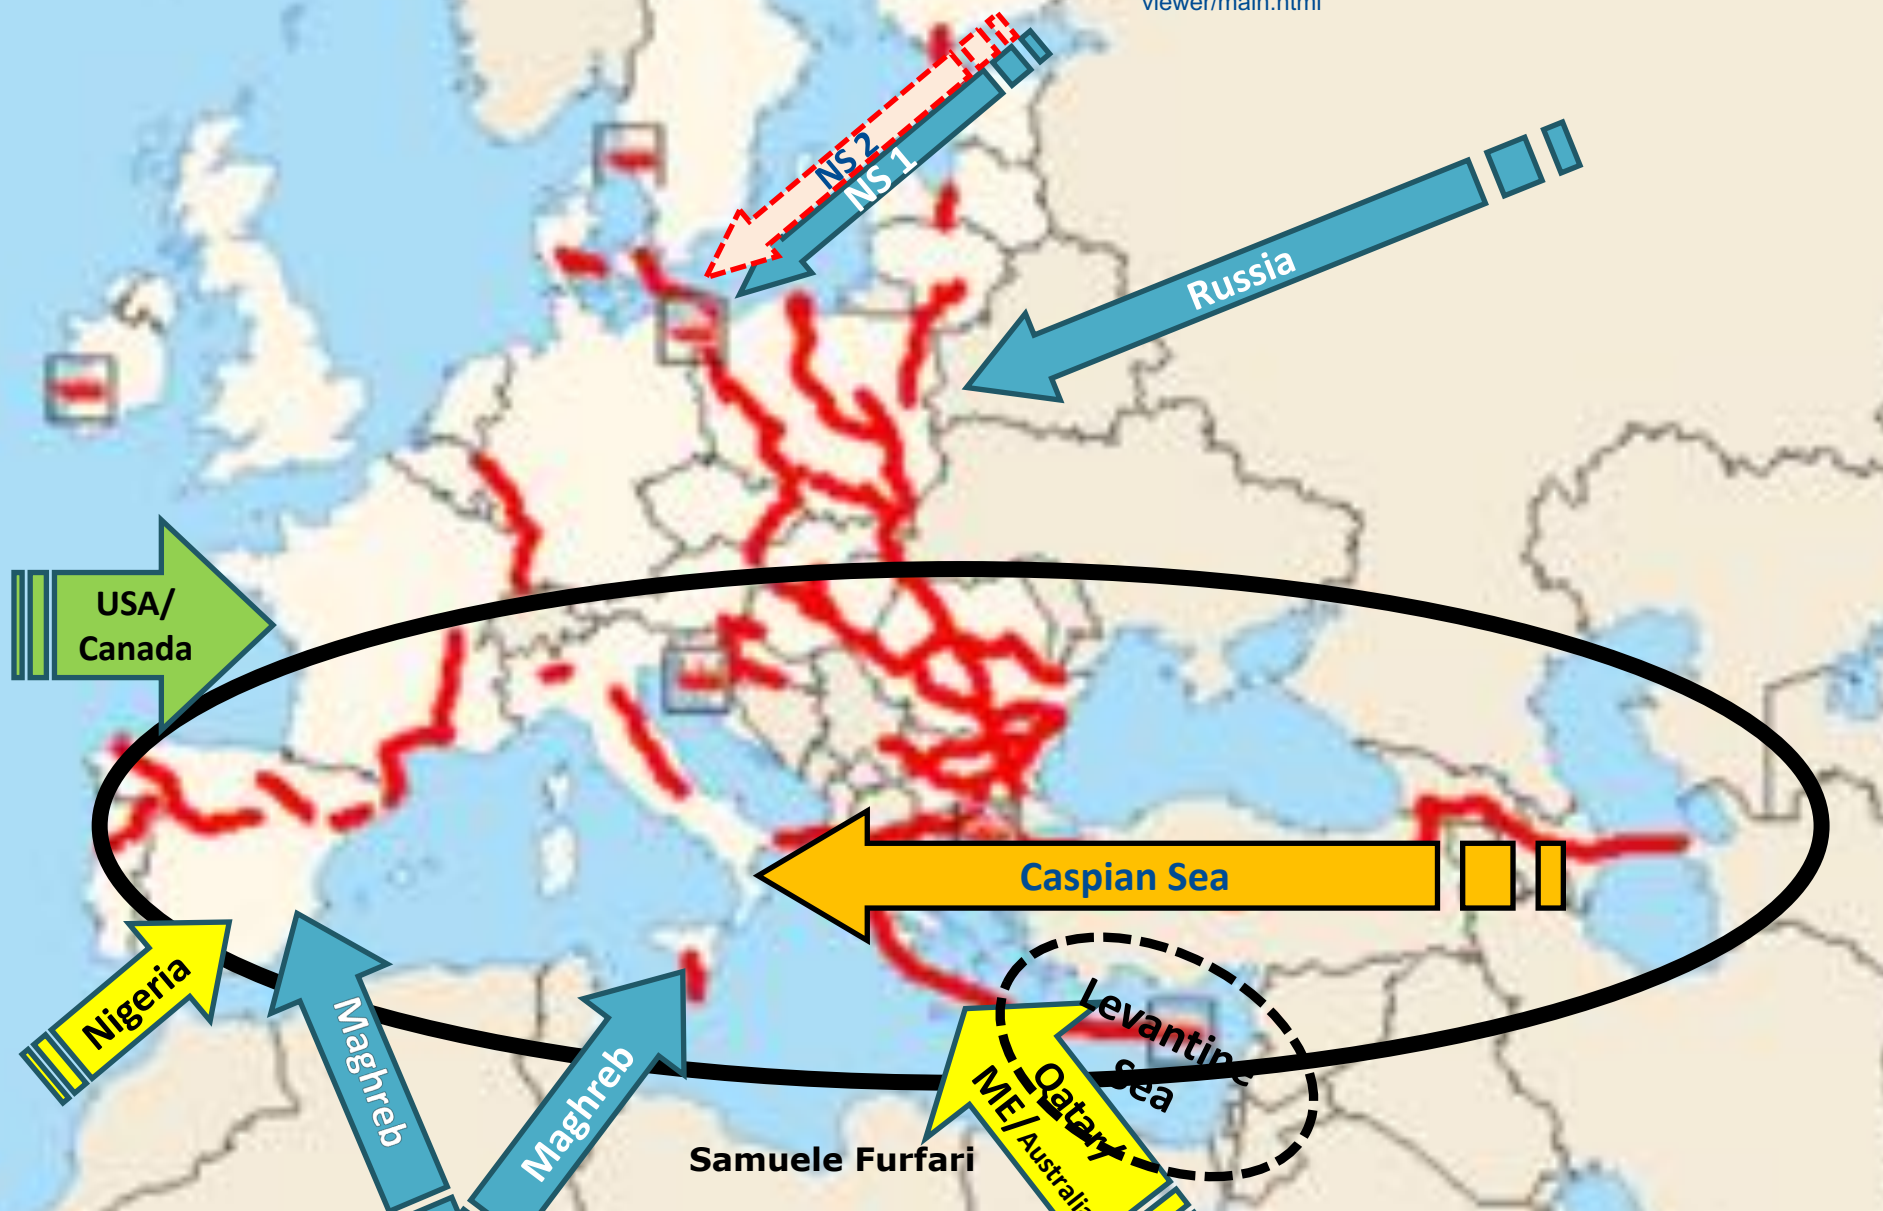 viewer/main.html
NS 2
NS 1
Russia
USA/
Canada
Caspian Sea
Nigeria
Maghreb
Maghreb
Levantine
Sea
Qatar/
ME/Australia
Samuele Furfari